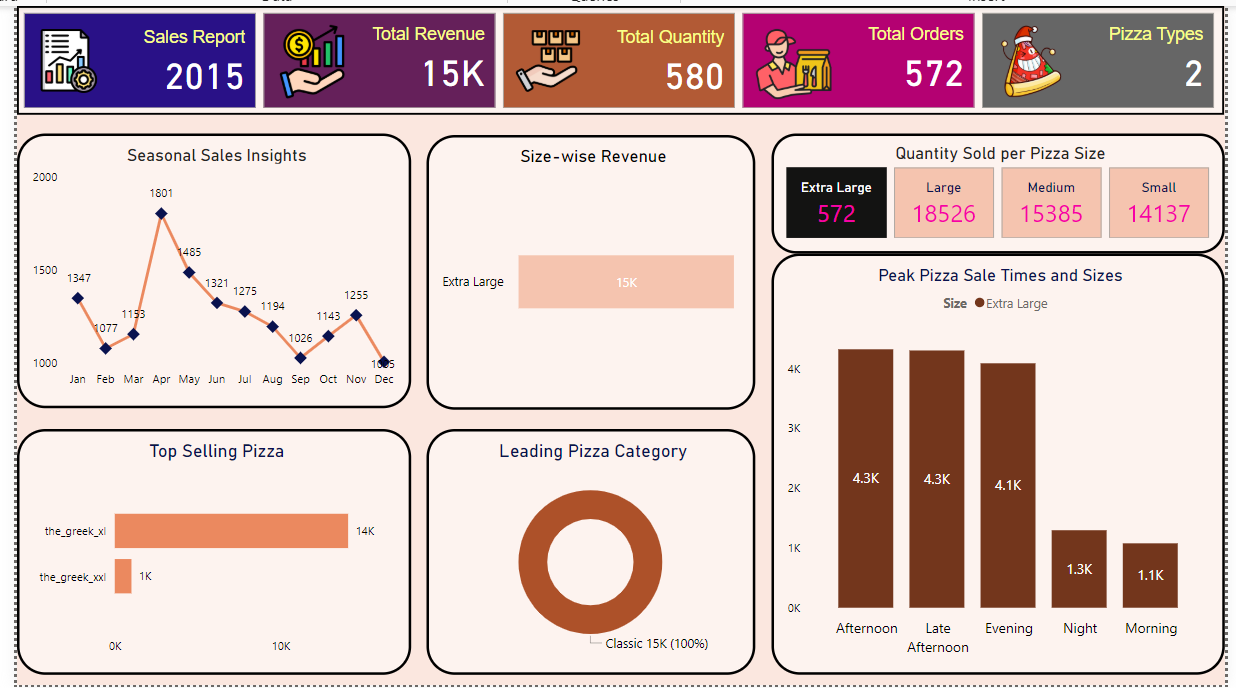 Sales Report
2015
Total Revenue
15K
Total Quantity
580
Total Orders
572
Pizza Types
2
Seasonal Sales Insights
2000
1500
1000
1347
1077
1153
1801
1485
1321
1275
1194
1026
1143
1255
Jan Feb Mar Apr May Jun Jul Aug Sep Oct Nov Dec
Size-wise Revenue
Extra Large
15K
Quantity Sold per Pizza Size
Extra Large
572
Large
18526
Medium
15385
Small
14137
Peak Pizza Sale Times and Sizes
Size Extra Large
4K
3K
2K
1K
0K
4.3K
4.3K
4.1K
1.3K
1.1K
Afternoon
Late
Afternoon
Evening
Night
Morning
Top Selling Pizza
the_greek_xl
14K
the_greek_xxl
1K
0K
10K
Leading Pizza Category
Classic 15K (100%)